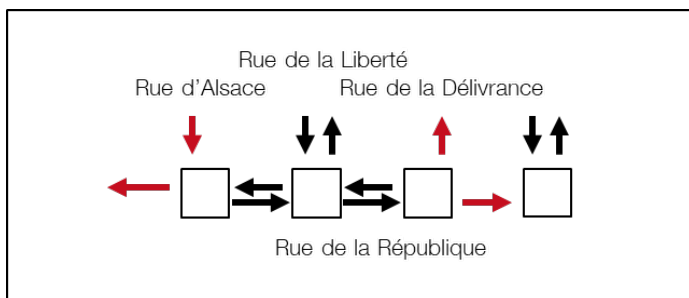 Rue de la Liberté
Rue d'Alsace
Rue de la Délivrance
Rue de la République